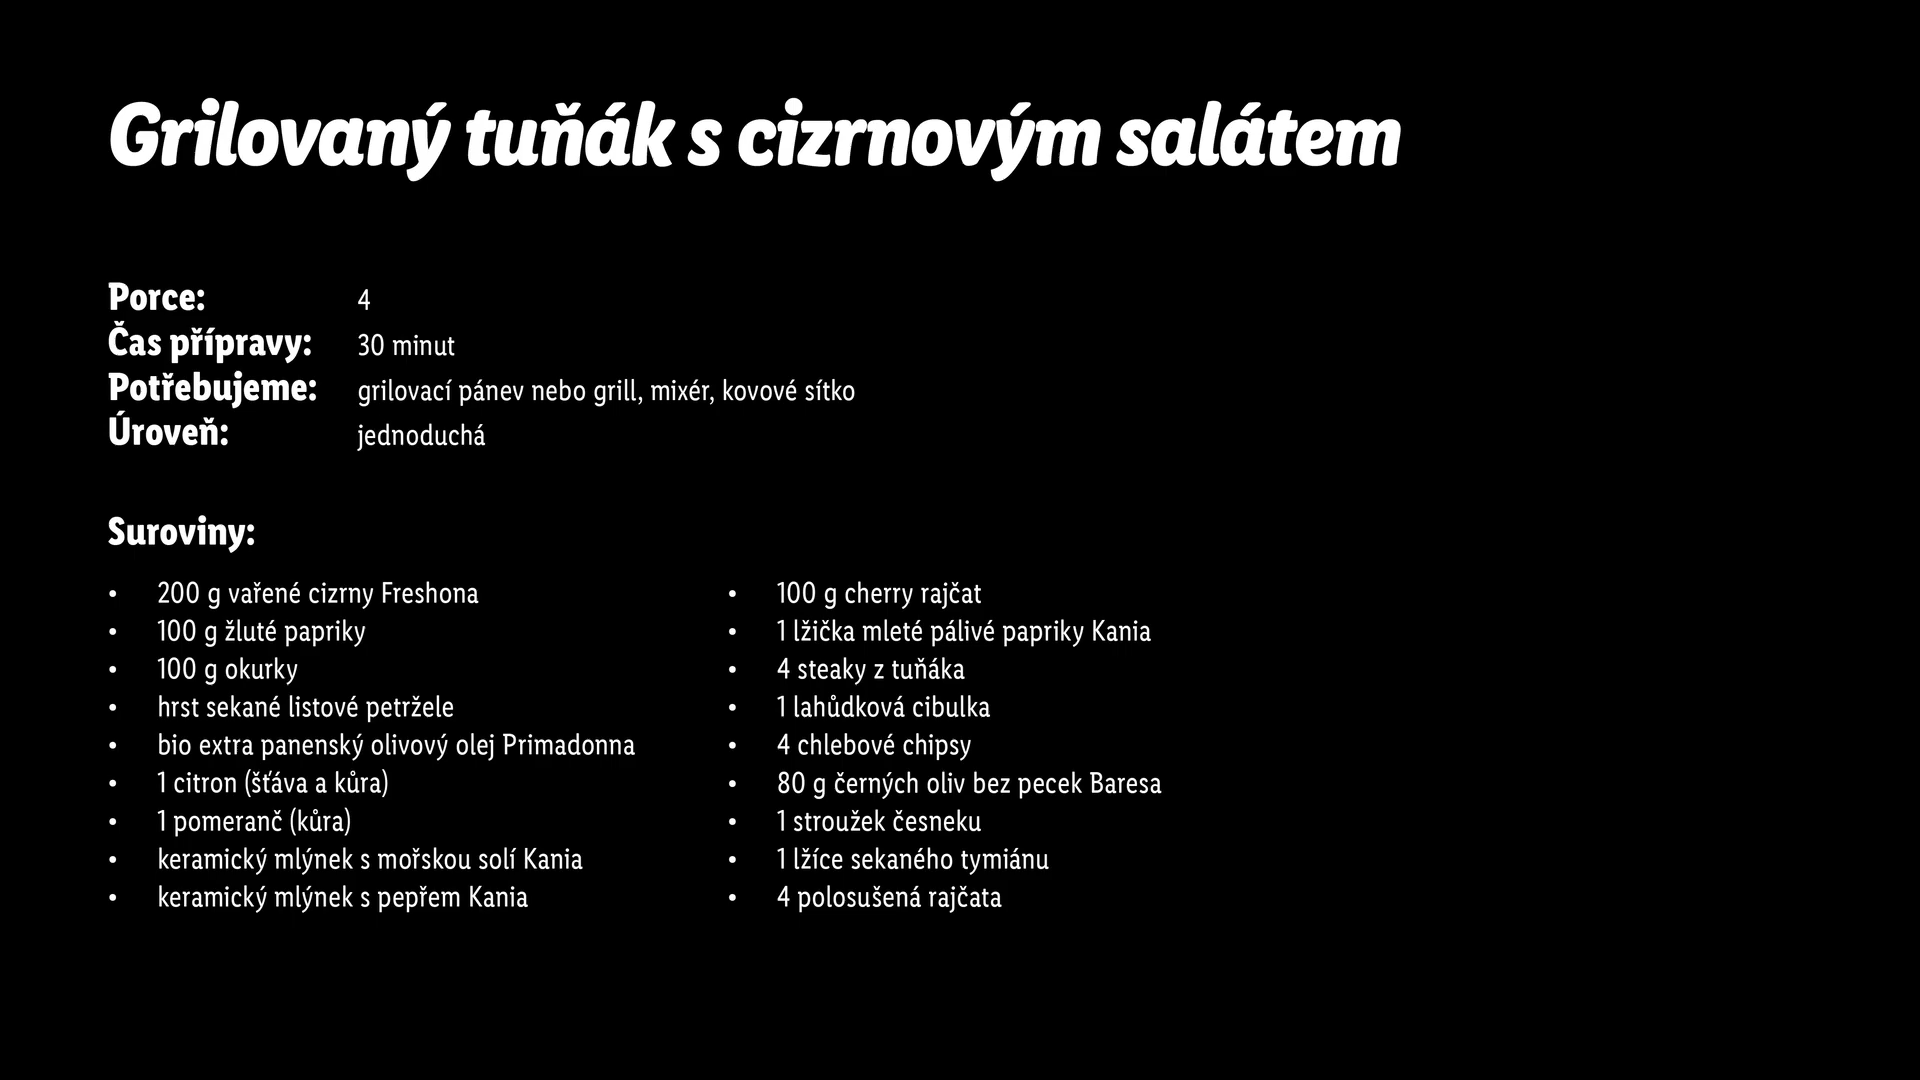 Grilovaný tuňák s cizrnovým salátem
Porce: 4
Čas přípravy: 30 minut
Potřebujeme: grilovací pánev nebo grill, mixér, kovové sítko
Úroveň: jednoduchá
Suroviny:
• 200 g vařené cizrny Freshona
• 100 g žluté papriky
• 100 g okurky
• hrst sekané listové petržele
• bio extra panenský olivový olej Primadonna
• 1 citron (šťáva a kůra)
• 1 pomeranč (kůra)
• keramický mlýnek s mořskou solí Kania
• keramický mlýnek s pepřem Kania
• 100 g cherry rajčat
• 1 lžička mleté pálivé papriky Kania
• 4 steaky z tuňáka
• 1 lahůdková cibulka
• 4 chlebové chipsy
• 80 g černých oliv bez pecek Baresa
• 1 stroužek česneku
• 1 lžíce sekaného tymiánu
• 4 polosušená rajčata